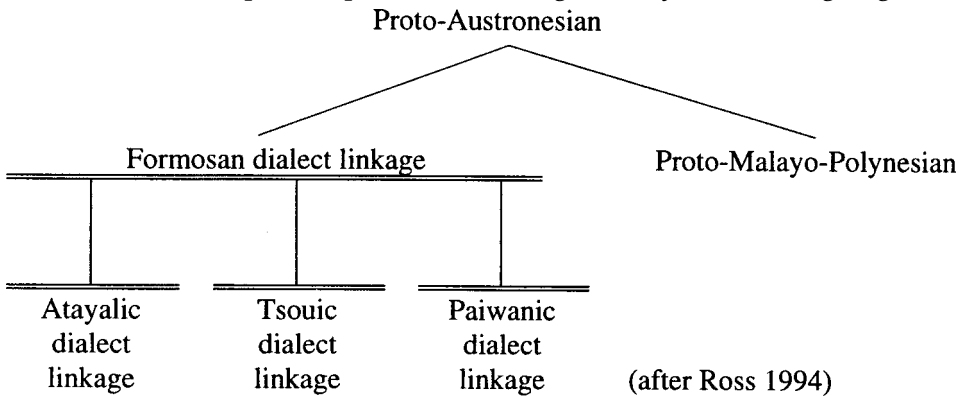 Proto-Austronesian
Formosan dialect linkage
Proto-Malayo-Polynesian
Atayalic
dialect
linkage
Tsouic
dialect
linkage
Paiwanic
dialect
linkage
(after Ross 1994)